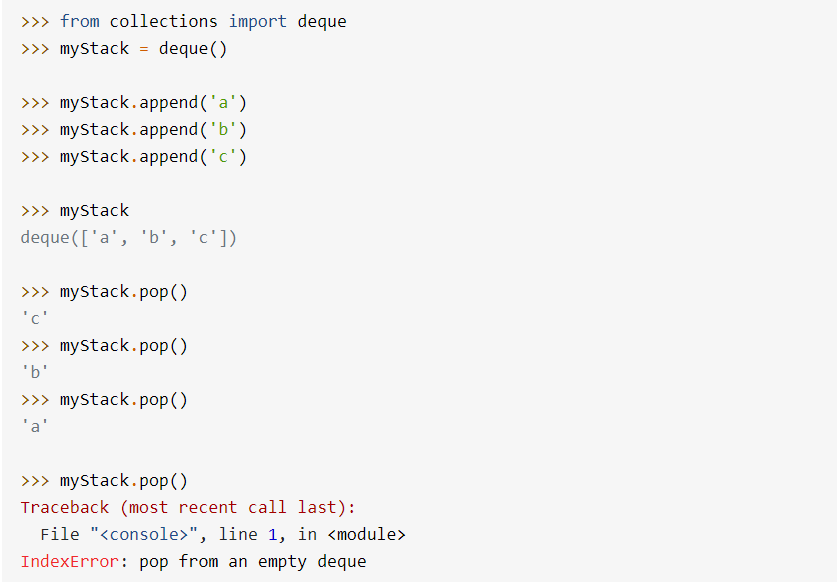 >>> from collections import deque
>>> myStack = deque()
>>> myStack.append('a')
>>> myStack.append('b')
>>> myStack.append('c')
>>> myStack
deque(['a', 'b', 'c'])
>>> myStack.pop()
'c'
>>> myStack.pop()
'b'
>>> myStack.pop()
'a'
>>> myStack.pop()
Traceback (most recent call last):
  File "<console>", line 1, in <module>
IndexError: pop from an empty deque